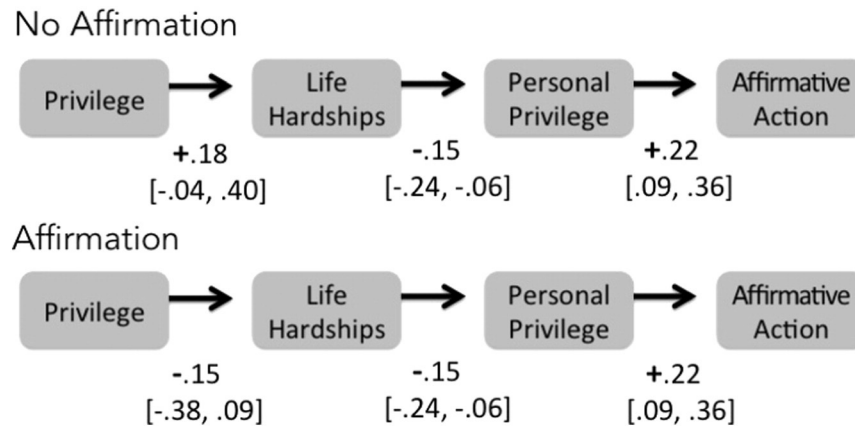 No Affirmation
Privilege
Life
Hardships
Personal
Privilege
Affirmative
Action
+.18
[-.04, .40]
-.15
[-.24, -.06]
+.22
[.09, .36]
Affirmation
Privilege
Life
Hardships
Personal
Privilege
Affirmative
Action
-.15
[-.38, .09]
-.15
[-.24, -.06]
+.22
[.09, .36]